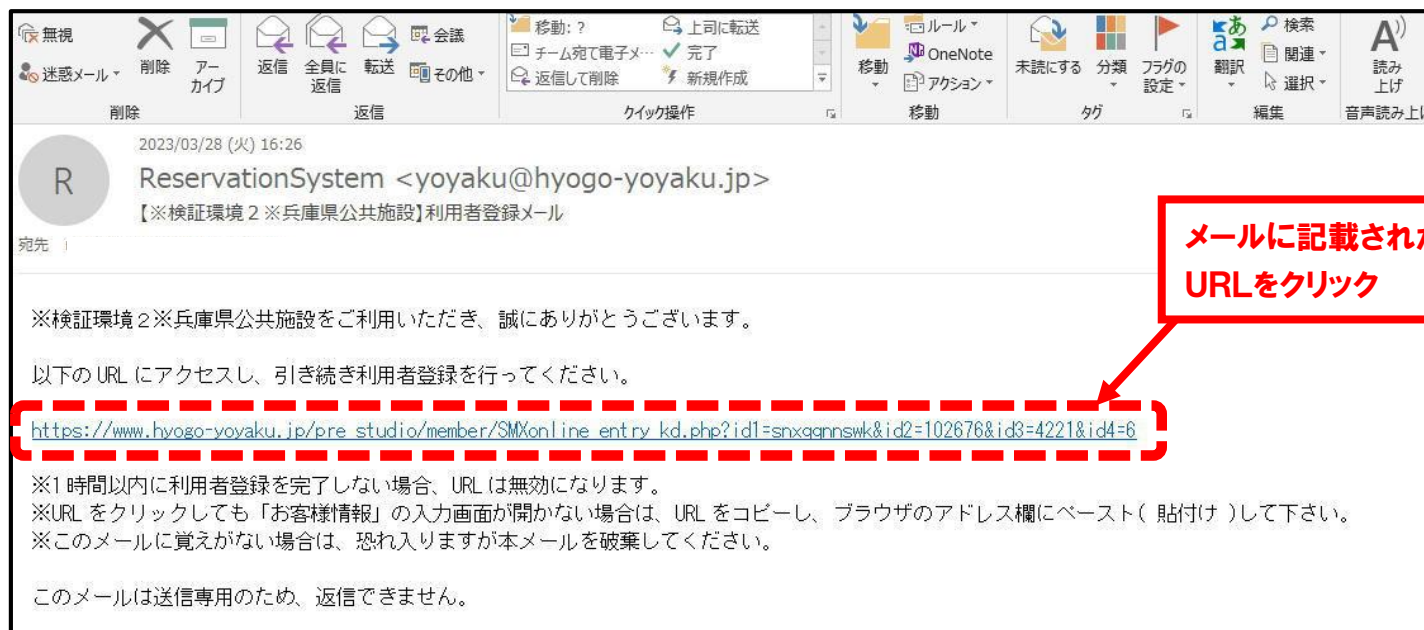 無視
迷惑メール
削除
アーカイブ
削除
返信
全員に返信
転送
会議
その他
返信
移動: ?
チーム宛て電子メ…
返信して削除
上司に転送
完了
新規作成
クイック操作
移動
ルール
OneNote
アクション
移動
未読にする
分類
フラグの設定
タグ
あ
a
翻訳
検索
関連
選択
編集
A
読み上げ
音声読み上
2023/03/28 (火) 16:26
R
ReservationSystem <yoyaku@hyogo-yoyaku.jp>
【※検証環境２※兵庫県公共施設】利用者登録メール
宛先
メールに記載され
URLをクリック
※検証環境２※兵庫県公共施設をご利用いただき、誠にありがとうございます。
以下の URL にアクセスし、引き続き利用者登録を行ってください。
https://www.hyogo-yoyaku.jp/pre_studio/member/SMXonline_entry_kd.php?id1=snxqqnnswk&id2=102676&id3=4221&id4=6
※1 時間以内に利用者登録を完了しない場合、URL は無効になります。
※URL をクリックしても「お客様情報」の入力画面が開かない場合は、URL をコピーし、ブラウザのアドレス欄にペースト( 貼付け )して下さい。
※このメールに覚えがない場合は、恐れ入りますが本メールを破棄してください。
このメールは送信専用のため、返信できません。